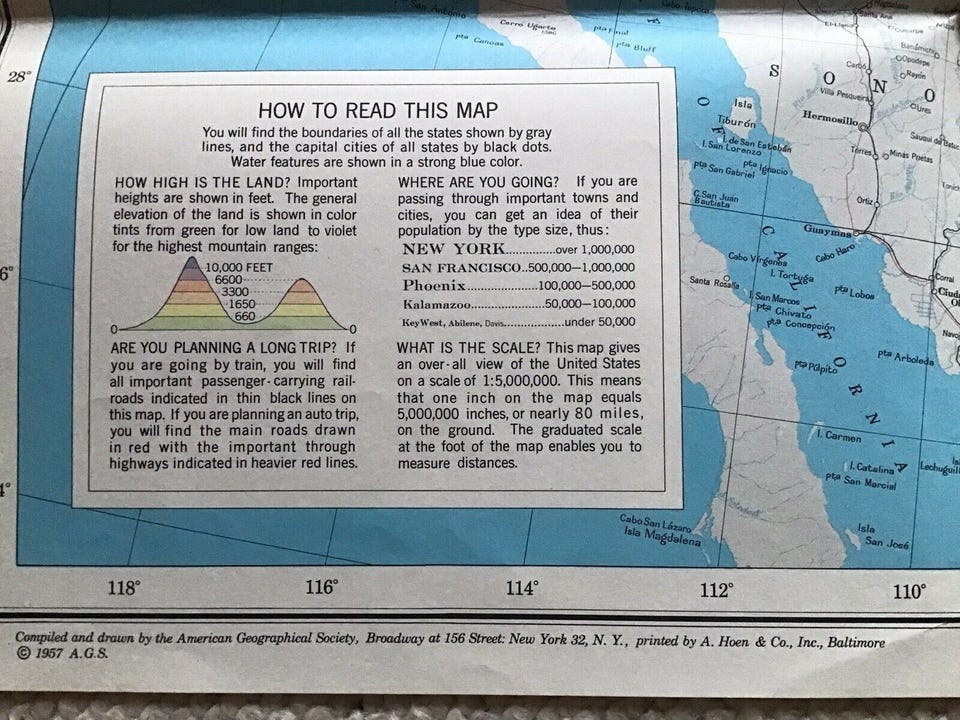 San Antonio
Cerro Ugarte
pta Final
Cabo Tepoca
Santa Ana
pta Canoas
pta Bluff
28°
S O N O
Carbó
Opodepe
Rayón
Villa Pesqueira
Ures
Hermosillo
Isla
Tiburón
I. de San Esteban
I. San Lorenzo
pta Ignacio
pta San Gabriel
Torres
Minas Prietas
C. San Juan
Bautista
Ortiz
Guaymas
Cabo Haro
Cabo Vírgenes
I. Tortuga
Santa Rosalía
I. San Marcos
pta Chivato
pta Concepción
pta Lobos
Corral
pta Arboleda
pta Púlpito
O F C A L I F O R N I A
I. Carmen
I. Catalina
pta San Marcial
Lechuguil
Cabo San Lázaro
Isla Magdalena
Isla
San José
HOW TO READ THIS MAP
You will find the boundaries of all the states shown by gray
lines, and the capital cities of all states by black dots.
Water features are shown in a strong blue color.
HOW HIGH IS THE LAND? Important
heights are shown in feet. The general
elevation of the land is shown in color
tints from green for low land to violet
for the highest mountain ranges:
10,000 FEET
6600
3300
1650
660
0 0
ARE YOU PLANNING A LONG TRIP? If
you are going by train, you will find
all important passenger-carrying rail-
roads indicated in thin black lines on
this map. If you are planning an auto trip,
you will find the main roads drawn
in red with the important through
highways indicated in heavier red lines.
WHERE ARE YOU GOING? If you are
passing through important towns and
cities, you can get an idea of their
population by the type size, thus:
NEW YORK..............over 1,000,000
SAN FRANCISCO..500,000—1,000,000
Phoenix....................100,000—500,000
Kalamazoo..................50,000—100,000
Key West, Abilene, Davis..................under 50,000
WHAT IS THE SCALE? This map gives
an over-all view of the United States
on a scale of 1:5,000,000. This means
that one inch on the map equals
5,000,000 inches, or nearly 80 miles,
on the ground. The graduated scale
at the foot of the map enables you to
measure distances.
6°
4°
118° 116° 114° 112° 110°
Compiled and drawn by the American Geographical Society, Broadway at 156 Street: New York 32, N. Y., printed by A. Hoen & Co., Inc., Baltimore
© 1957 A.G.S.